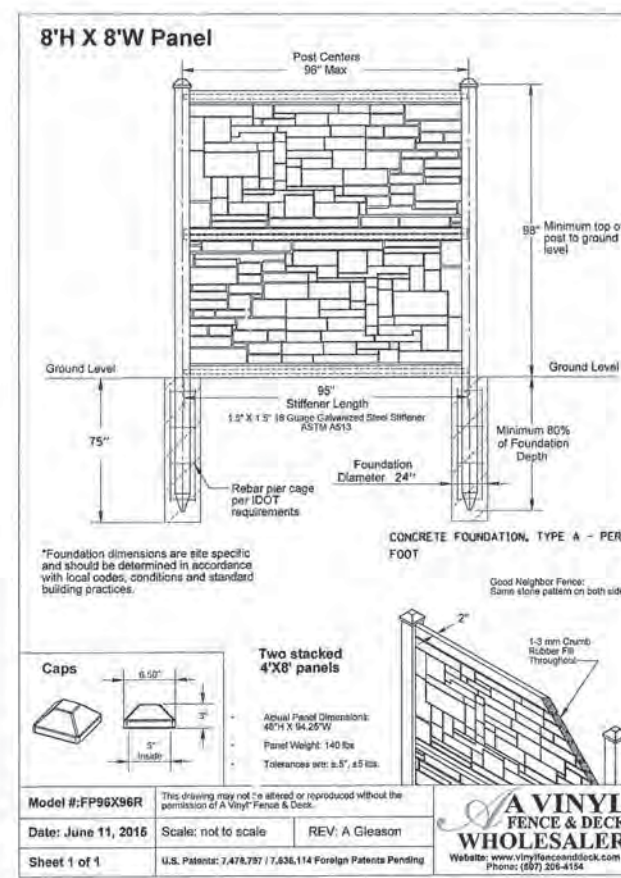 8'H X 8'W Panel
Post Centers
96" Max
98" Minimum top of
post to ground
level
Ground Level
Ground Level
95"
Stiffener Length
1.5" X 1.5" 18 Guage Galvanized Steel Stiffener
ASTM A513
75"
Minimum 80%
of Foundation
Depth
Foundation
Diameter 24"
Rebar pier cage
per IDOT
requirements
CONCRETE FOUNDATION, TYPE A - PER
FOOT
*Foundation dimensions are site specific
and should be determined in accordance
with local codes, conditions and standard
building practices.
Good Neighbor Fence:
Same stone pattern on both side
2"
1-3 mm Crumb
Rubber Fill
Throughout
Caps
6.50"
3"
5"
Inside
Two stacked
4'X8' panels
Actual Panel Dimensions:
48"H X 94.25"W
Panel Weight: 140 lbs
Tolerances are: ±.5", ±5 lbs.
Model #:FP96X96R
This drawing may not be altered or reproduced without the
permission of A Vinyl Fence & Deck.
Date: June 11, 2015
Scale: not to scale
REV: A Gleason
Sheet 1 of 1
U.S. Patents: 7,478,797 / 7,636,114 Foreign Patents Pending
A VINYL
FENCE & DECK
WHOLESALER
Website: www.vinylfenceanddeck.com
Phone: (507) 206-4154